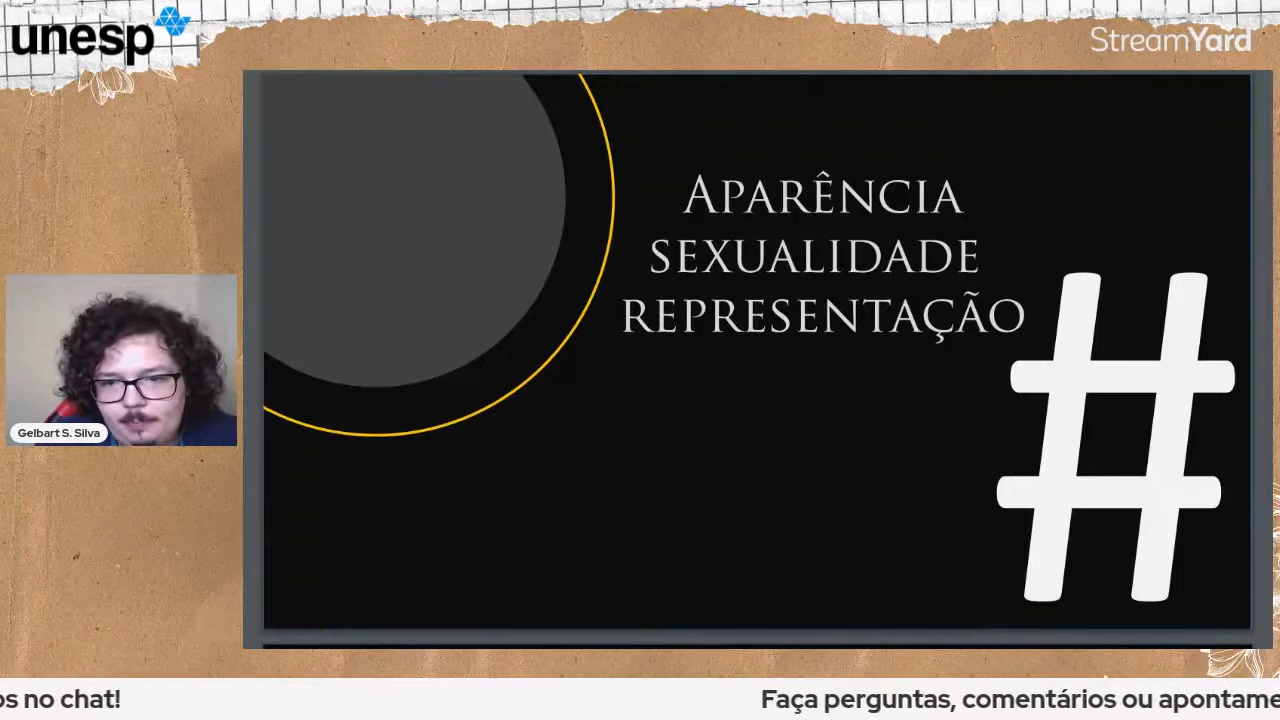 unesp
StreamYard
APARÊNCIA
SEXUALIDADE
REPRESENTAÇÃO
#
Gelbart S. Silva
os no chat!
Faça perguntas, comentários ou apontame